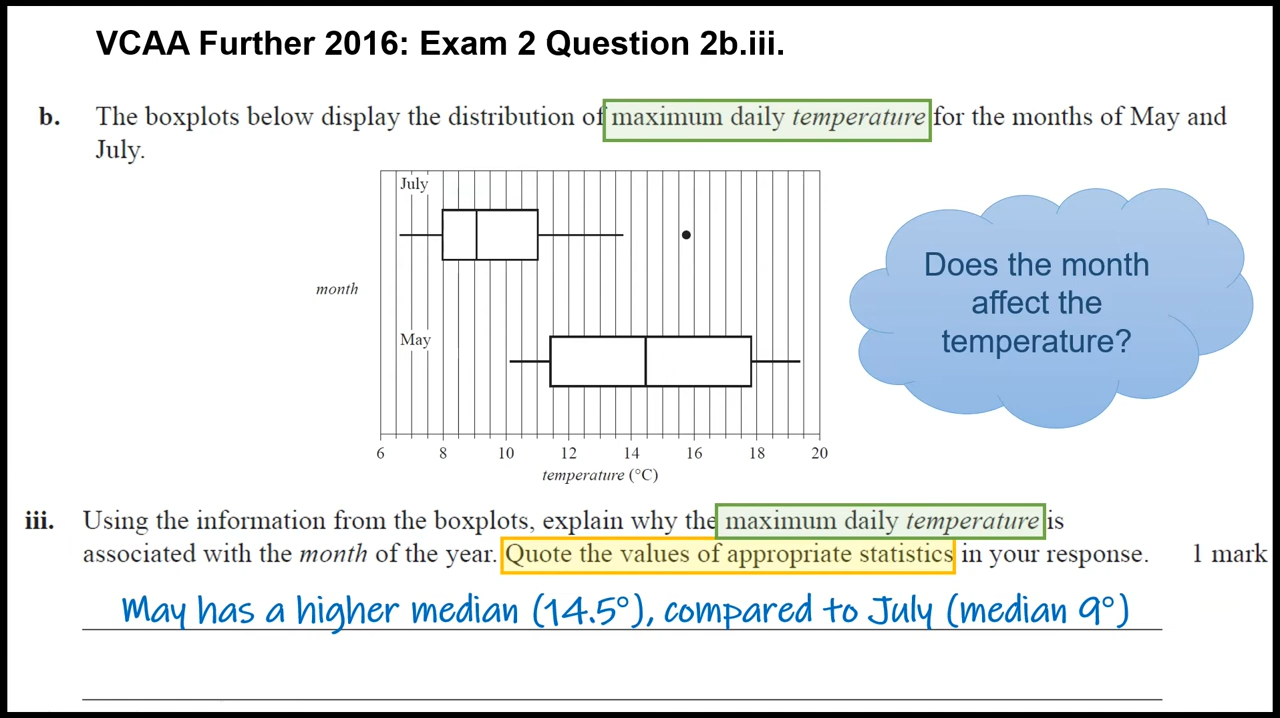 VCAA Further 2016: Exam 2 Question 2b.iii.
b. The boxplots below display the distribution of maximum daily temperature for the months of May and
July.
July
month
May
6 8 10 12 14 16 18 20
temperature (°C)
Does the month
affect the
temperature?
iii. Using the information from the boxplots, explain why the maximum daily temperature is
associated with the month of the year. Quote the values of appropriate statistics in your response. 1 mark
May has a higher median (14.5°), compared to July (median 9°)